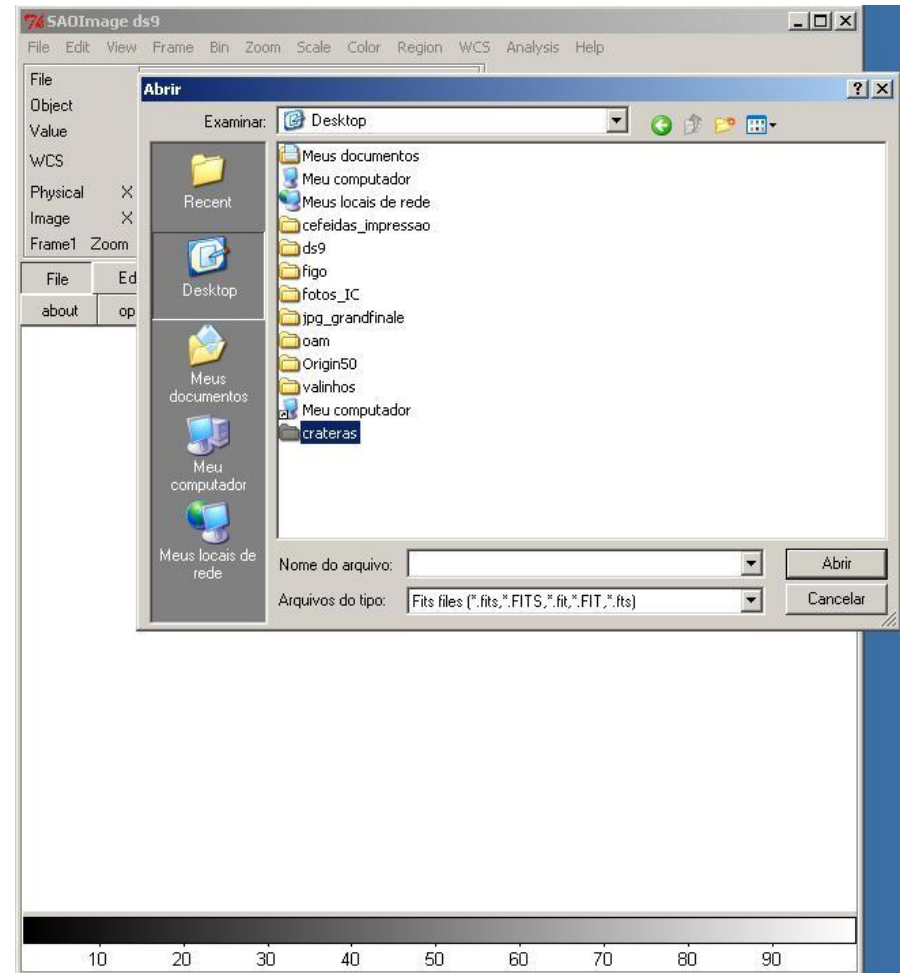 SAOImage ds9
File Edit View Frame Bin Zoom Scale Color Region WCS Analysis Help
File
Object
Value
WCS
Physical X
Image X
Frame1 Zoom
File Ed
about op
Abrir
Examinar: Desktop
Recent
Desktop
Meus documentos
Meu computador
Meus locais de rede
Meus documentos
Meu computador
Meus locais de rede
cefeidas_impressao
ds9
figo
fotos_IC
jpg_grandfinale
oam
Origin50
valinhos
Meu computador
crateras
Nome do arquivo: Abrir
Arquivos do tipo: Fits files (*.fits,*.FITS,*.fit,*.FIT,*.fts) Cancelar
10 20 30 40 50 60 70 80 90